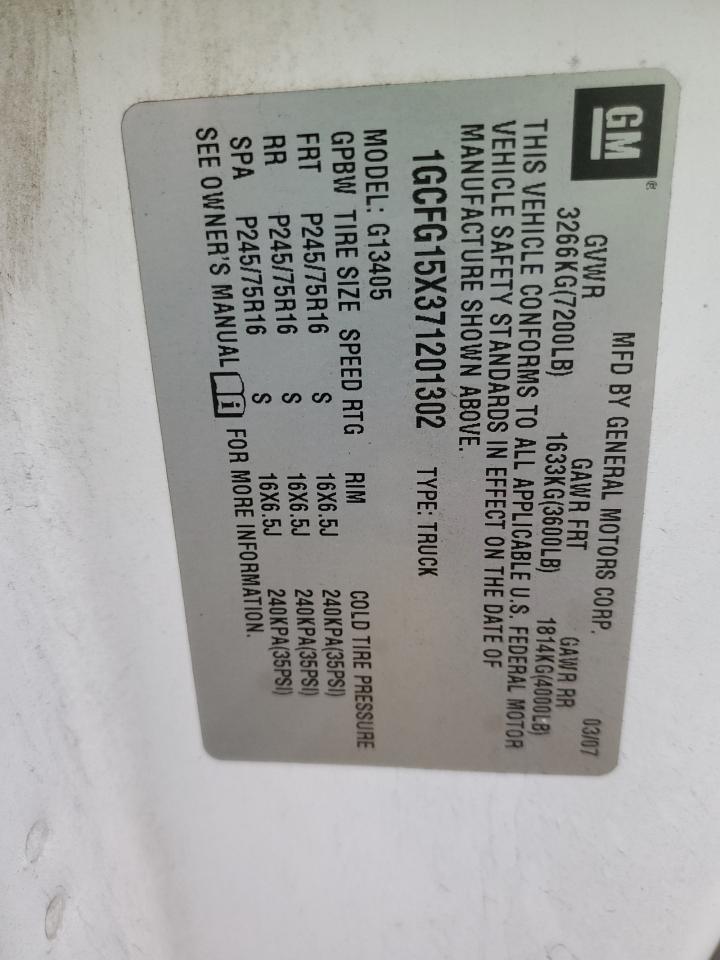 GM ®
MFD BY GENERAL MOTORS CORP. 03/07
GVWR GAWR FRT GAWR RR
3266KG(7200LB) 1633KG(3600LB) 1814KG(4000LB)
THIS VEHICLE CONFORMS TO ALL APPLICABLE U.S. FEDERAL MOTOR
VEHICLE SAFETY STANDARDS IN EFFECT ON THE DATE OF
MANUFACTURE SHOWN ABOVE.
1GCFG15X371201302 TYPE: TRUCK
MODEL: G13405
GPBW TIRE SIZE SPEED RTG RIM COLD TIRE PRESSURE
FRT P245/75R16 S 16X6.5J 240KPA(35PSI)
RR P245/75R16 S 16X6.5J 240KPA(35PSI)
SPA P245/75R16 S 16X6.5J 240KPA(35PSI)
SEE OWNER'S MANUAL i FOR MORE INFORMATION.